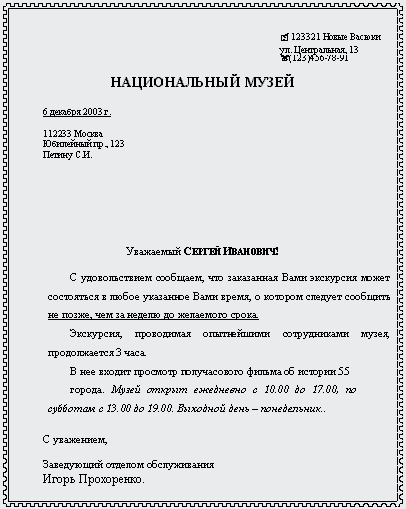 123321 Новые Васюки
ул. Центральная, 13
(123)456-78-91
НАЦИОНАЛЬНЫЙ МУЗЕЙ
6 декабря 2003 г.
112233 Москва
Юбилейный пр., 123
Петину С.И.
Уважаемый СЕРГЕЙ ИВАНОВИЧ!
С удовольствием сообщаем, что заказанная Вами экскурсия может
состояться в любое указанное Вами время, о котором следует сообщить
не позже, чем за неделю до желаемого срока.
Экскурсия, проводимая опытнейшими сотрудниками музея,
продолжается 3 часа.
В нее входит просмотр получасового фильма об истории 55
города. Музей открыт ежедневно с 10.00 до 17.00, по
субботам с 13.00 до 19.00. Выходной день – понедельник..
С уважением,
Заведующий отделом обслуживания
Игорь Прохоренко.